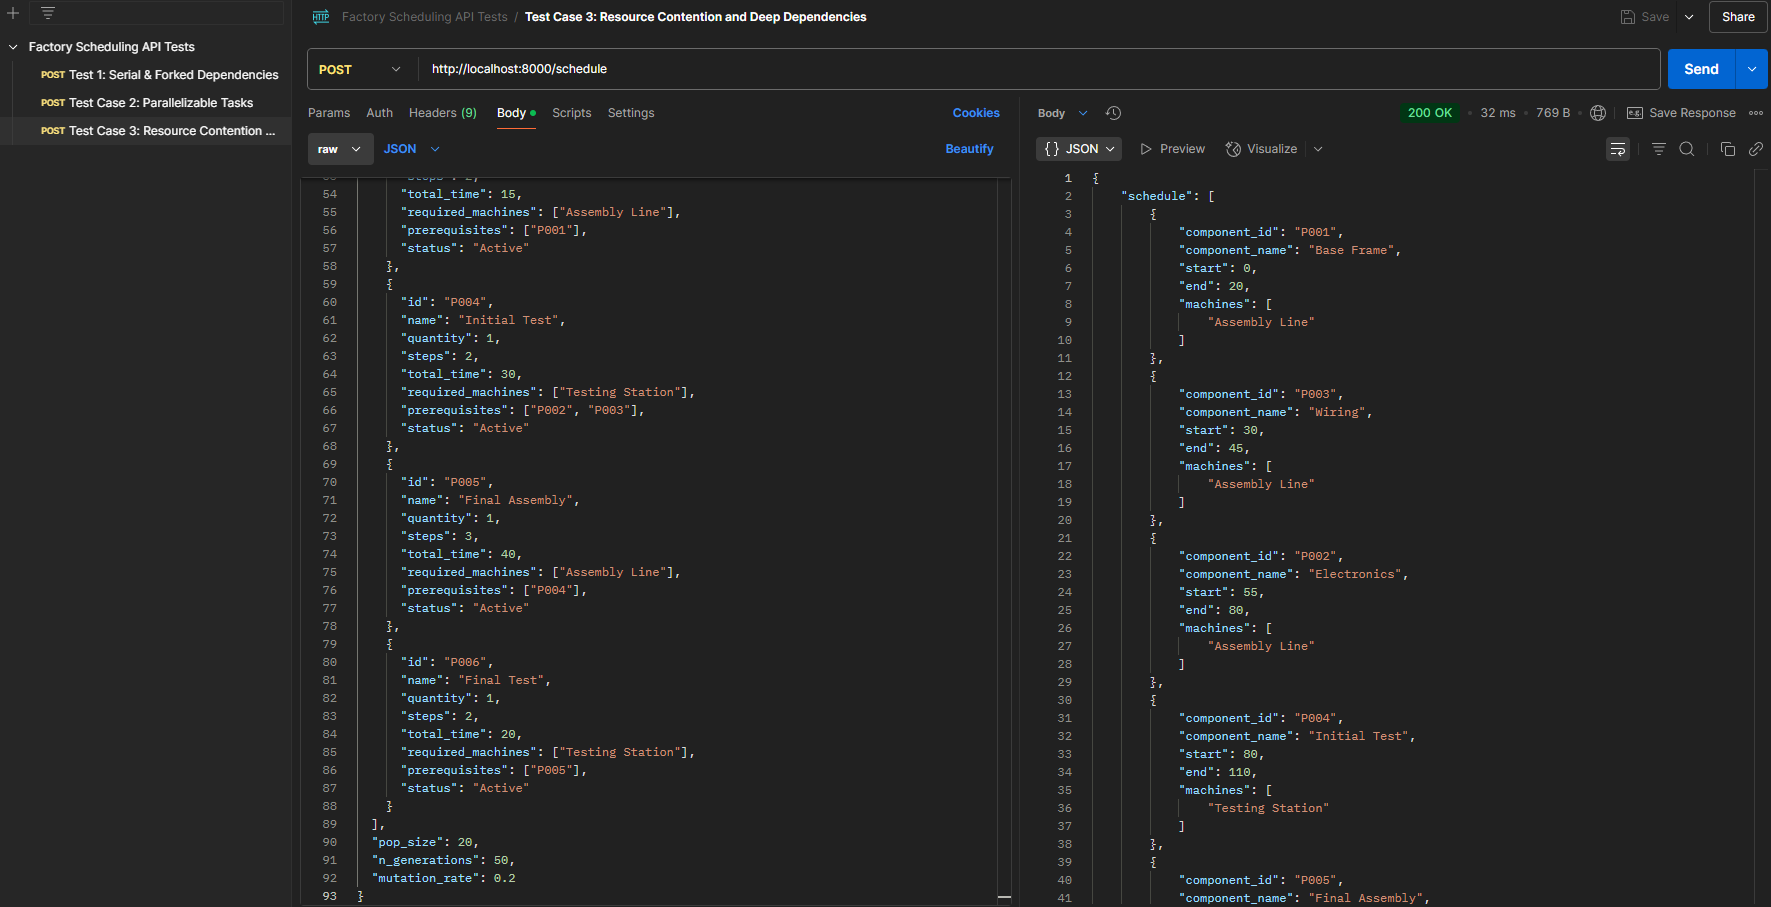 Factory Scheduling API Tests
POST Test 1: Serial & Forked Dependencies
POST Test Case 2: Parallelizable Tasks
POST Test Case 3: Resource Contention ...
HTTP Factory Scheduling API Tests / Test Case 3: Resource Contention and Deep Dependencies
Save
Share
POST http://localhost:8000/schedule
Send
Params Auth Headers (9) Body Scripts Settings Cookies
raw JSON Beautify
54 "total_time": 15,
55 "required_machines": ["Assembly Line"],
56 "prerequisites": ["P001"],
57 "status": "Active"
58 },
59 {
60 "id": "P004",
61 "name": "Initial Test",
62 "quantity": 1,
63 "steps": 2,
64 "total_time": 30,
65 "required_machines": ["Testing Station"],
66 "prerequisites": ["P002", "P003"],
67 "status": "Active"
68 },
69 {
70 "id": "P005",
71 "name": "Final Assembly",
72 "quantity": 1,
73 "steps": 3,
74 "total_time": 40,
75 "required_machines": ["Assembly Line"],
76 "prerequisites": ["P004"],
77 "status": "Active"
78 },
79 {
80 "id": "P006",
81 "name": "Final Test",
82 "quantity": 1,
83 "steps": 2,
84 "total_time": 20,
85 "required_machines": ["Testing Station"],
86 "prerequisites": ["P005"],
87 "status": "Active"
88 }
89 ],
90 "pop_size": 20,
91 "n_generations": 50,
92 "mutation_rate": 0.2
93 }
Body 200 OK 32 ms 769 B Save Response
{} JSON Preview Visualize
1 {
2 "schedule": [
3 {
4 "component_id": "P001",
5 "component_name": "Base Frame",
6 "start": 0,
7 "end": 20,
8 "machines": [
9 "Assembly Line"
10 ]
11 },
12 {
13 "component_id": "P003",
14 "component_name": "Wiring",
15 "start": 30,
16 "end": 45,
17 "machines": [
18 "Assembly Line"
19 ]
20 },
21 {
22 "component_id": "P002",
23 "component_name": "Electronics",
24 "start": 55,
25 "end": 80,
26 "machines": [
27 "Assembly Line"
28 ]
29 },
30 {
31 "component_id": "P004",
32 "component_name": "Initial Test",
33 "start": 80,
34 "end": 110,
35 "machines": [
36 "Testing Station"
37 ]
38 },
39 {
40 "component_id": "P005",
41 "component_name": "Final Assembly",